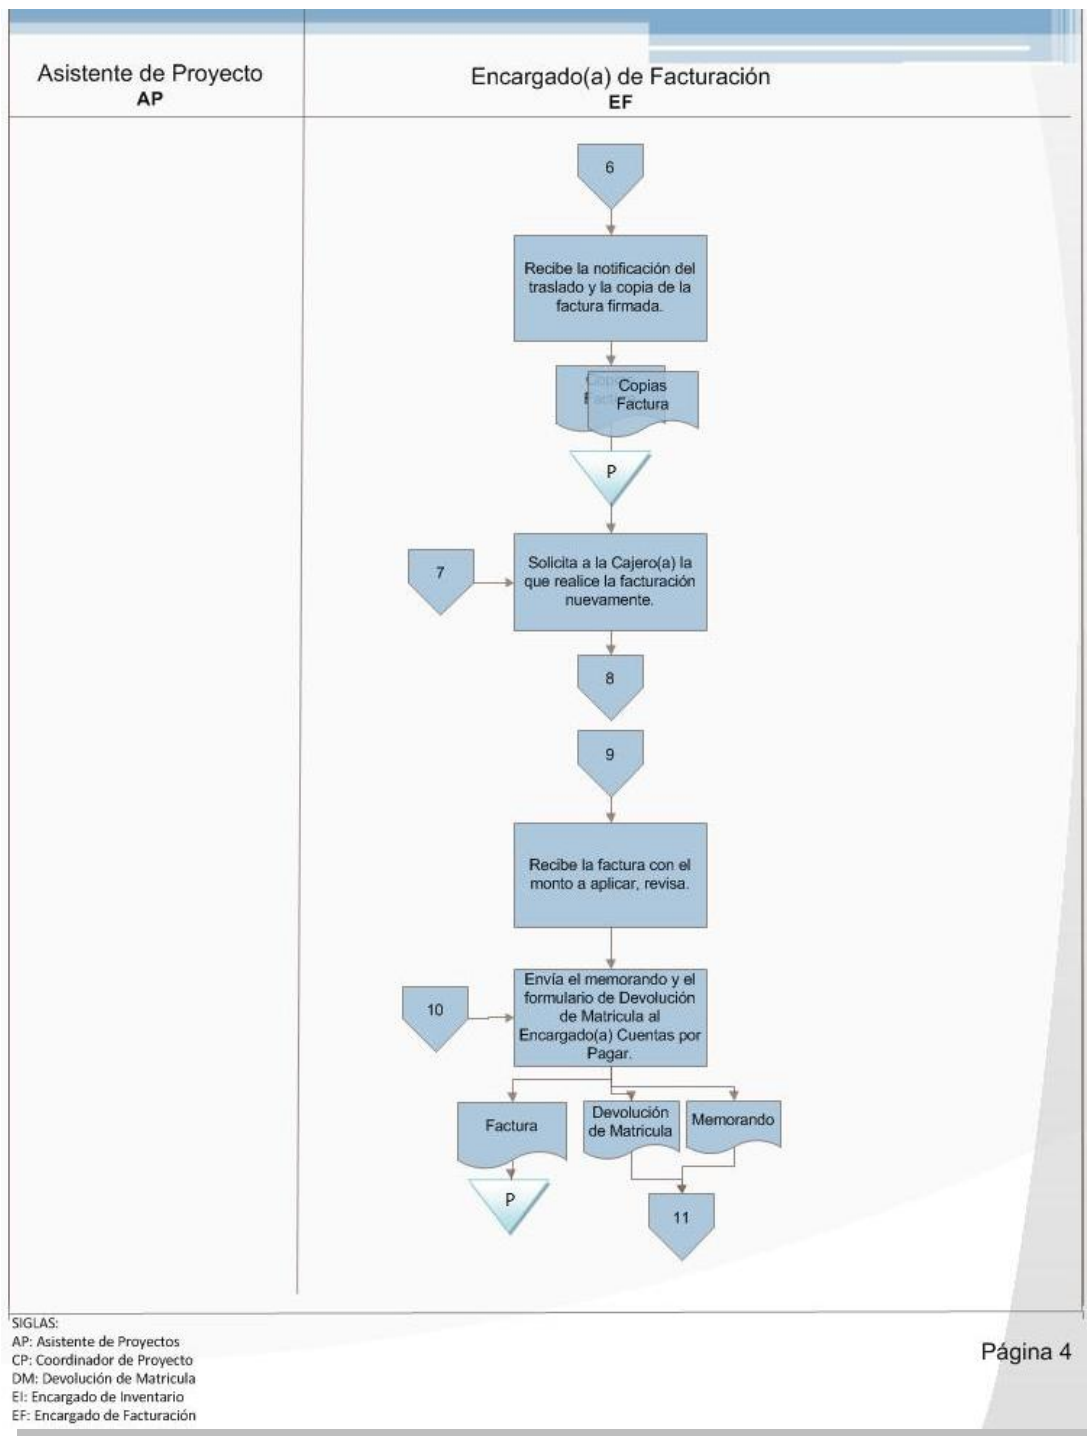 Asistente de Proyecto
AP
Encargado(a) de Facturación
EF
6
Recibe la notificación del
traslado y la copia de la
factura firmada.
Copias
Factura
Copias
Factura
P
7
Solicita a la Cajero(a) la
que realice la facturación
nuevamente.
8
9
Recibe la factura con el
monto a aplicar, revisa.
10
Envía el memorando y el
formulario de Devolución
de Matricula al
Encargado(a) Cuentas por
Pagar.
Factura
Devolución
de Matricula
Memorando
P
11
SIGLAS:
AP: Asistente de Proyectos
CP: Coordinador de Proyecto
DM: Devolución de Matricula
EI: Encargado de Inventario
EF: Encargado de Facturación
Página 4